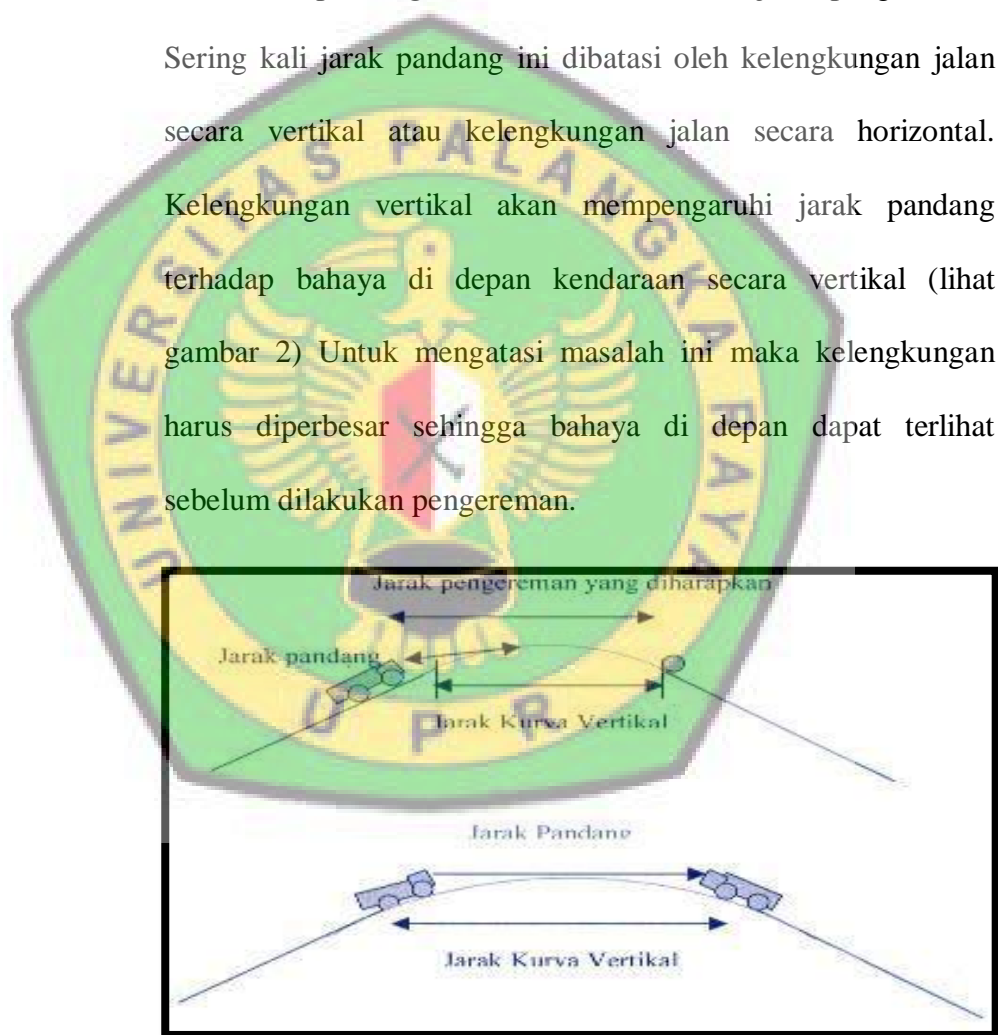 Sering kali jarak pandang ini dibatasi oleh kelengkungan jalan
secara vertikal atau kelengkungan jalan secara horizontal.
Kelengkungan vertikal akan mempengaruhi jarak pandang
terhadap bahaya di depan kendaraan secara vertikal (lihat
gambar 2) Untuk mengatasi masalah ini maka kelengkungan
harus diperbesar sehingga bahaya di depan dapat terlihat
sebelum dilakukan pengereman.
UNIVERSITAS PALANGKA RAYA
Jarak pengereman yang diharapkan
Jarak pandang
Jarak Kurva Vertikal
U P R
Jarak Pandang
Jarak Kurva Vertikal